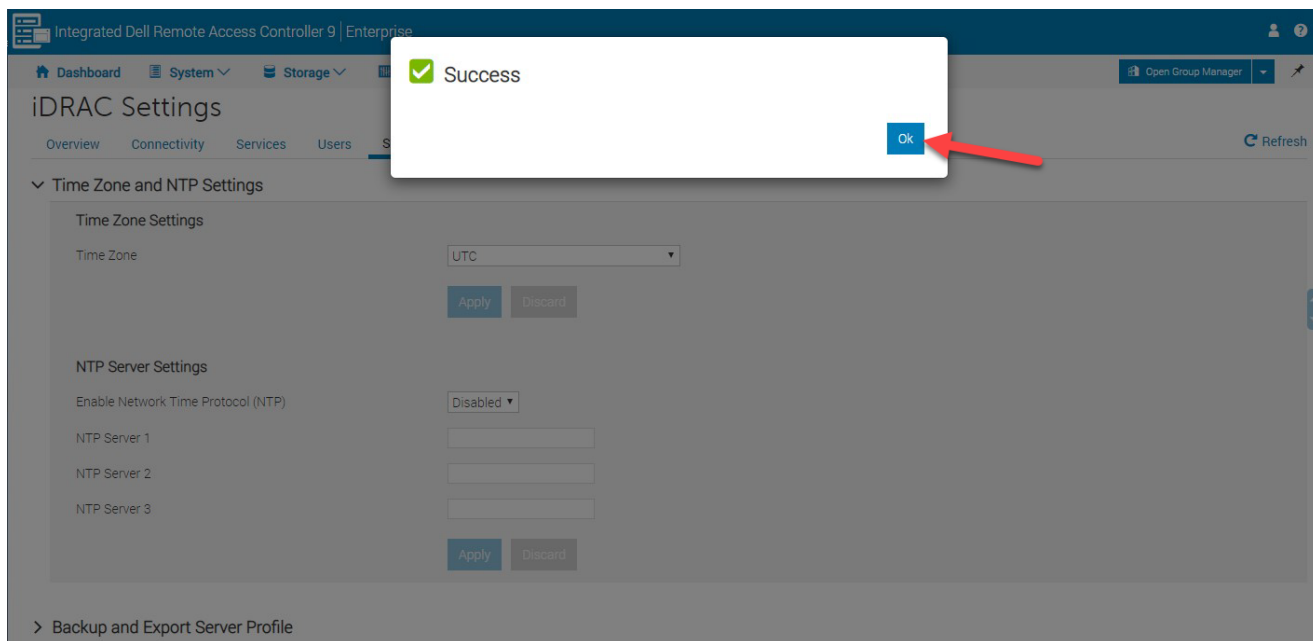 Integrated Dell Remote Access Controller 9 | Enterprise
Success
Dashboard System Storage Open Group Manager
iDRAC Settings
Ok
Overview Connectivity Services Users S Refresh
Time Zone and NTP Settings
Time Zone Settings
Time Zone UTC
Apply Discard
NTP Server Settings
Enable Network Time Protocol (NTP) Disabled
NTP Server 1
NTP Server 2
NTP Server 3
Apply Discard
Backup and Export Server Profile